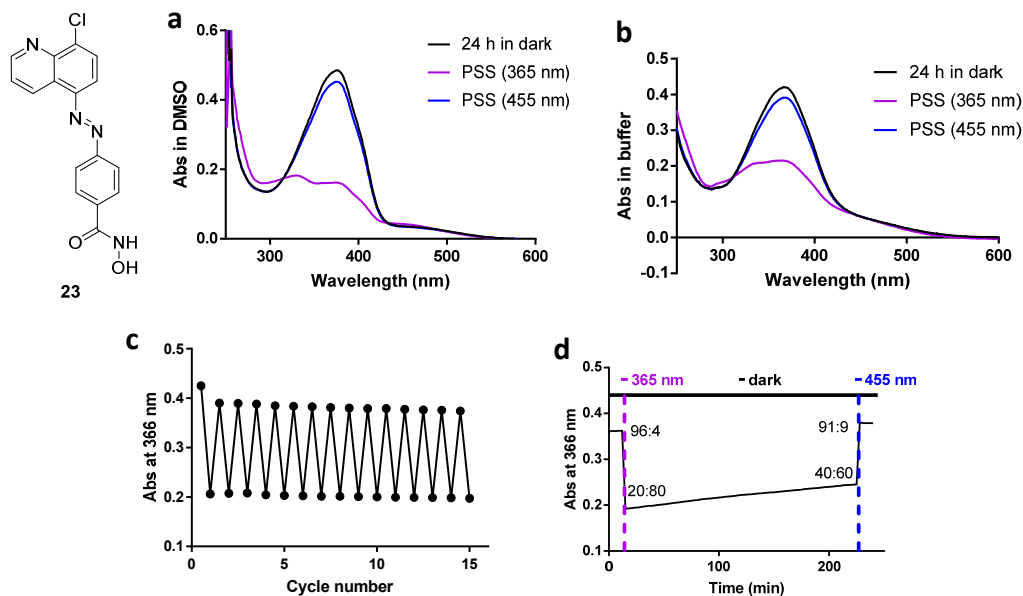 Cl
N
N
N
O
NH
OH
23
a
0.6
0.4
0.2
0.0
Abs in DMSO
300
400
500
600
Wavelength (nm)
24 h in dark
PSS (365 nm)
PSS (455 nm)
b
0.5
0.4
0.3
0.2
0.1
0.0
-0.1
Abs in buffer
300
400
500
600
Wavelength (nm)
24 h in dark
PSS (365 nm)
PSS (455 nm)
c
0.5
0.4
0.3
0.2
0.1
Abs at 366 nm
0
5
10
15
Cycle number
d
0.5
0.4
0.3
0.2
0.1
Abs at 366 nm
365 nm
dark
455 nm
96:4
91:9
20:80
40:60
0
100
200
Time (min)